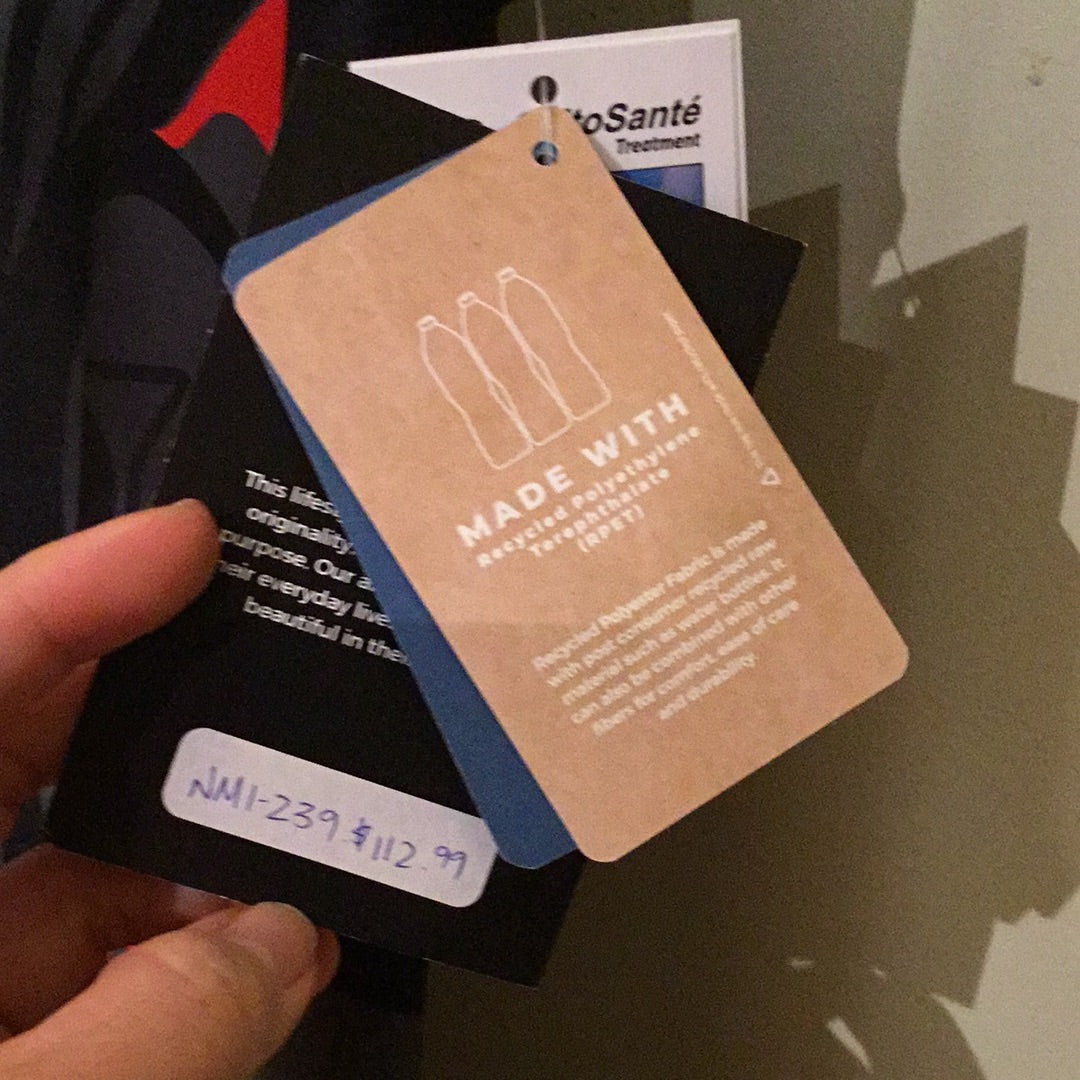 toSanté
Treatment
MADE WITH
Recycled Polyethylene
Terephthalate
(RPET)
Recycled Polyester Fabric is made
with post consumer recycled raw
material such as water bottles. It
can also be combined with other
fibers for comfort, ease of care
and durability.
This lifes
originality
purpose. Our a
heir everyday live
beautiful in the
NM1-239 $112.99